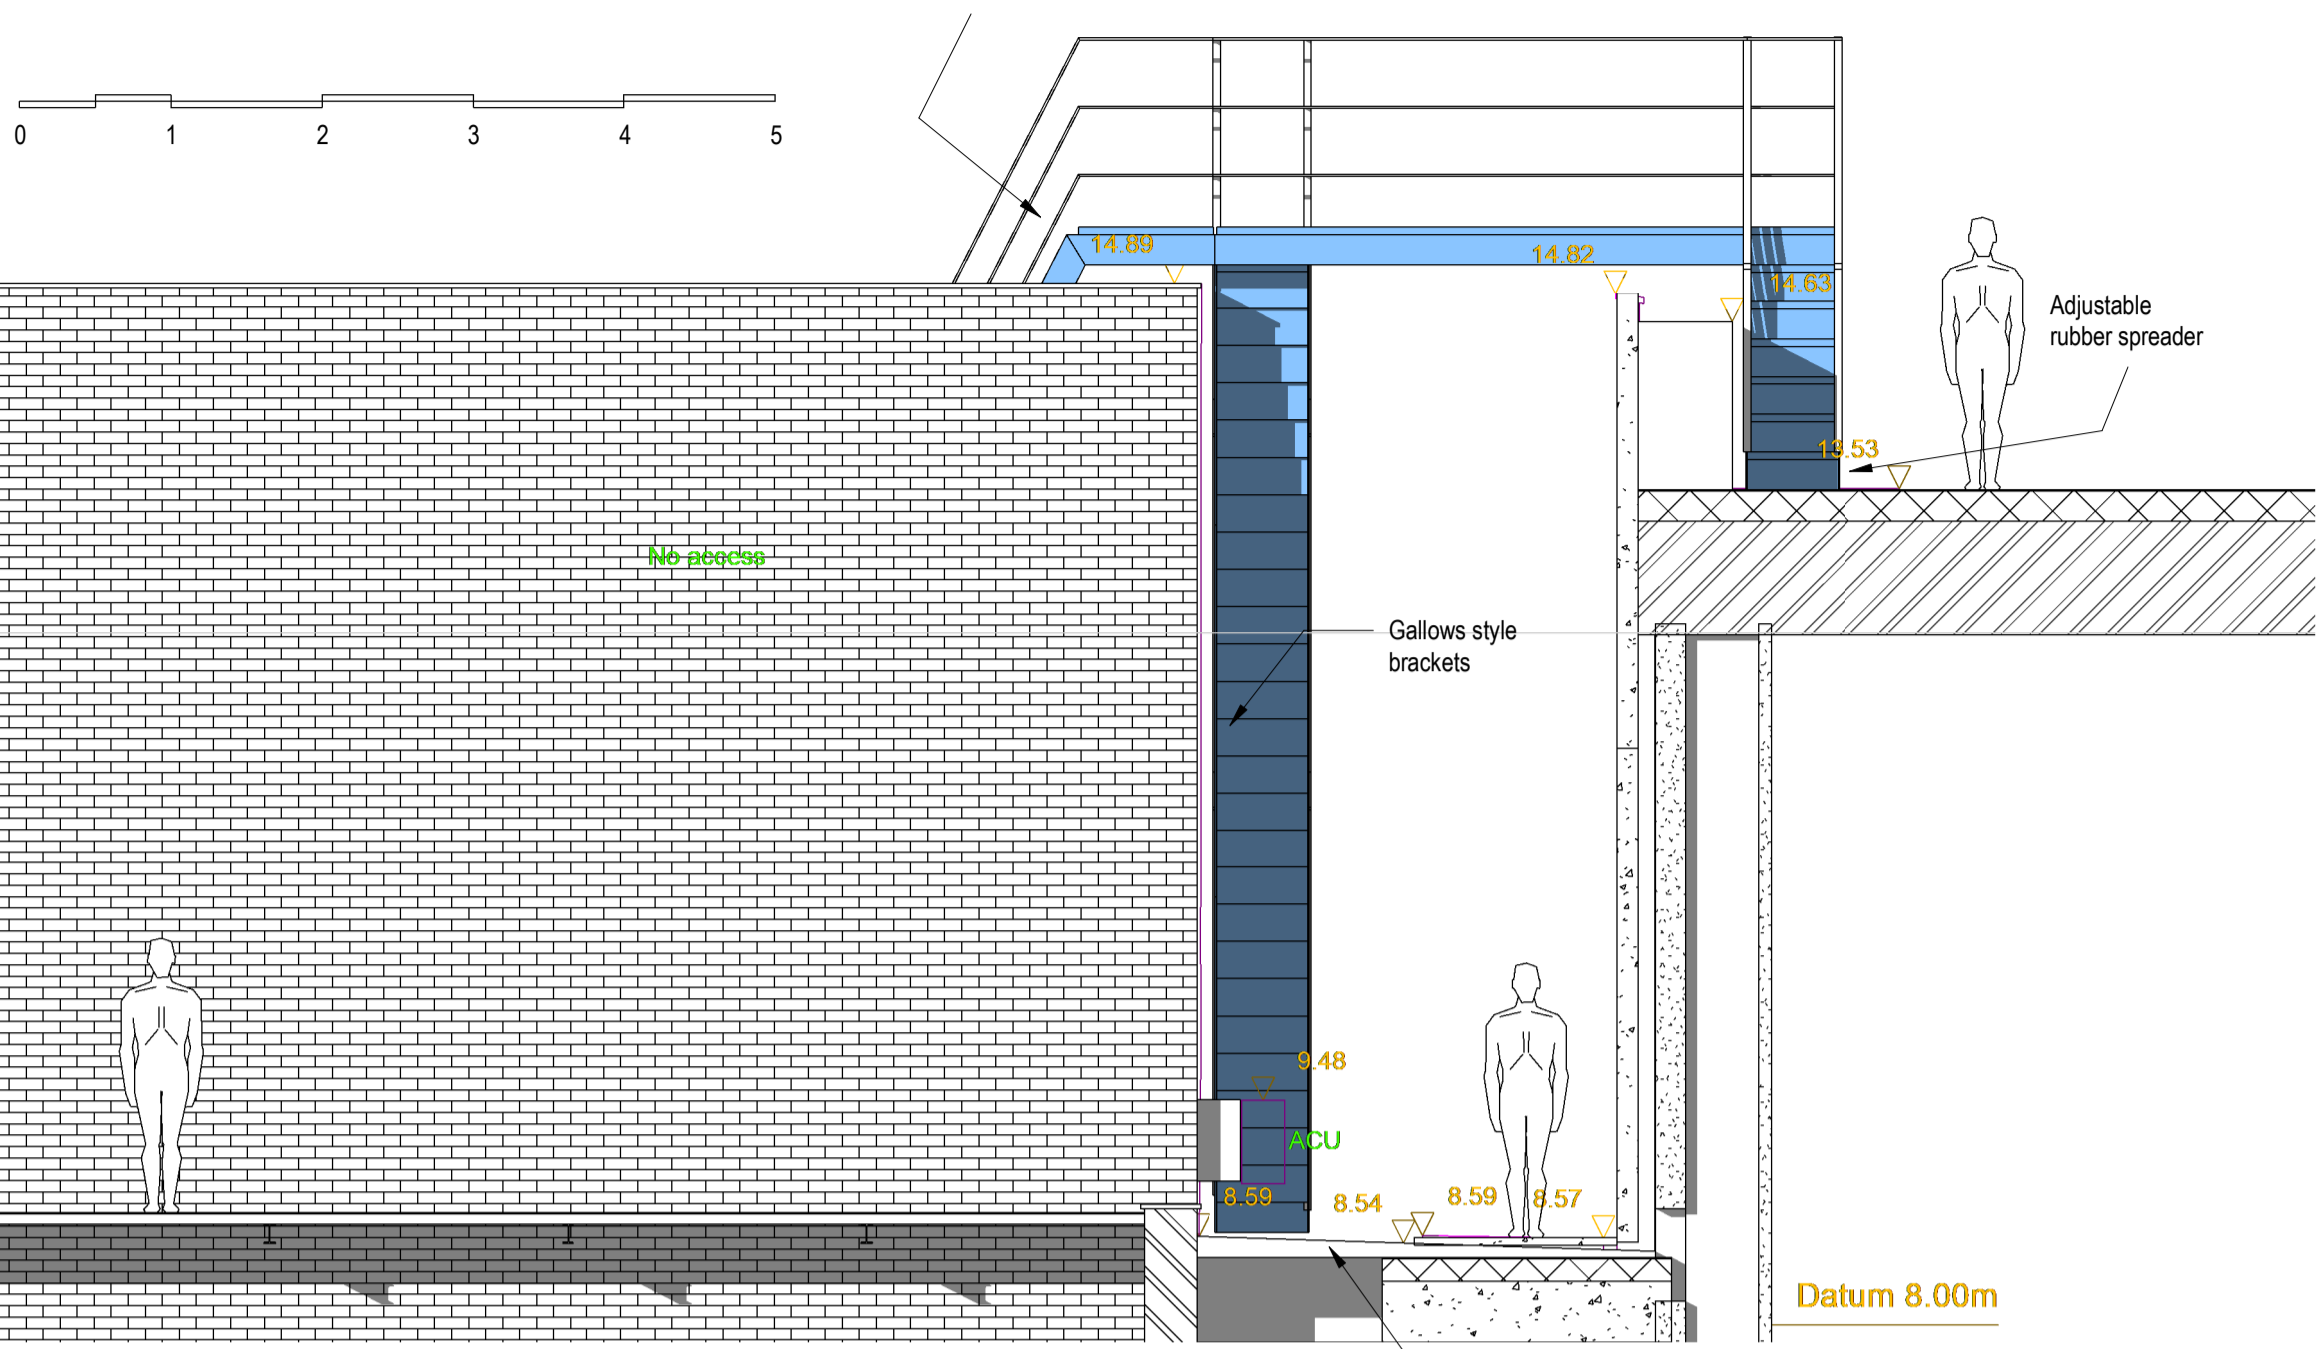 0 1 2 3 4 5
14.89
14.82
14.63
Adjustable
rubber spreader
13.53
No access
Gallows style
brackets
9.48
ACU
8.59
8.54
8.59
8.57
Datum 8.00m